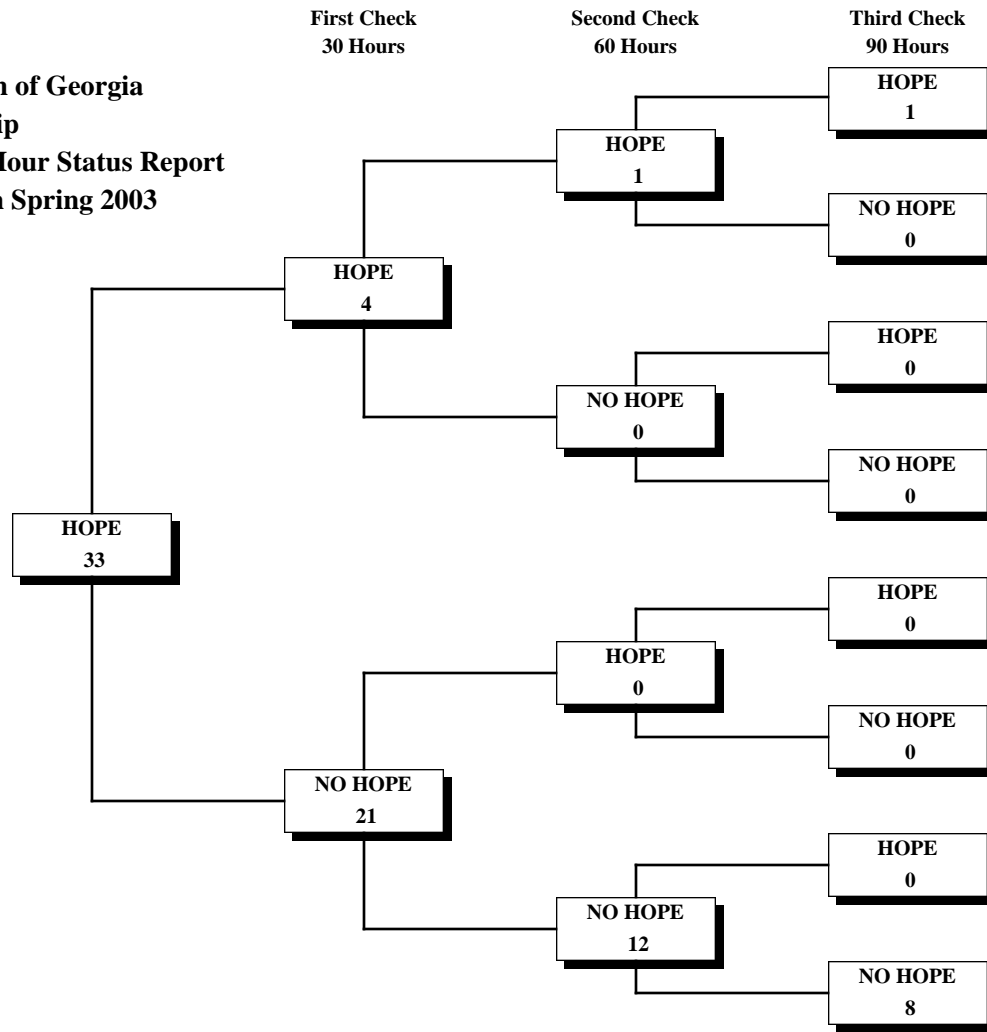 First Check
30 Hours
Second Check
60 Hours
Third Check
90 Hours
of Georgia
Status Report
Spring 2003
HOPE
33
HOPE
4
NO HOPE
21
HOPE
1
NO HOPE
0
HOPE
0
NO HOPE
12
HOPE
1
NO HOPE
0
HOPE
0
NO HOPE
0
HOPE
0
NO HOPE
0
HOPE
0
NO HOPE
8